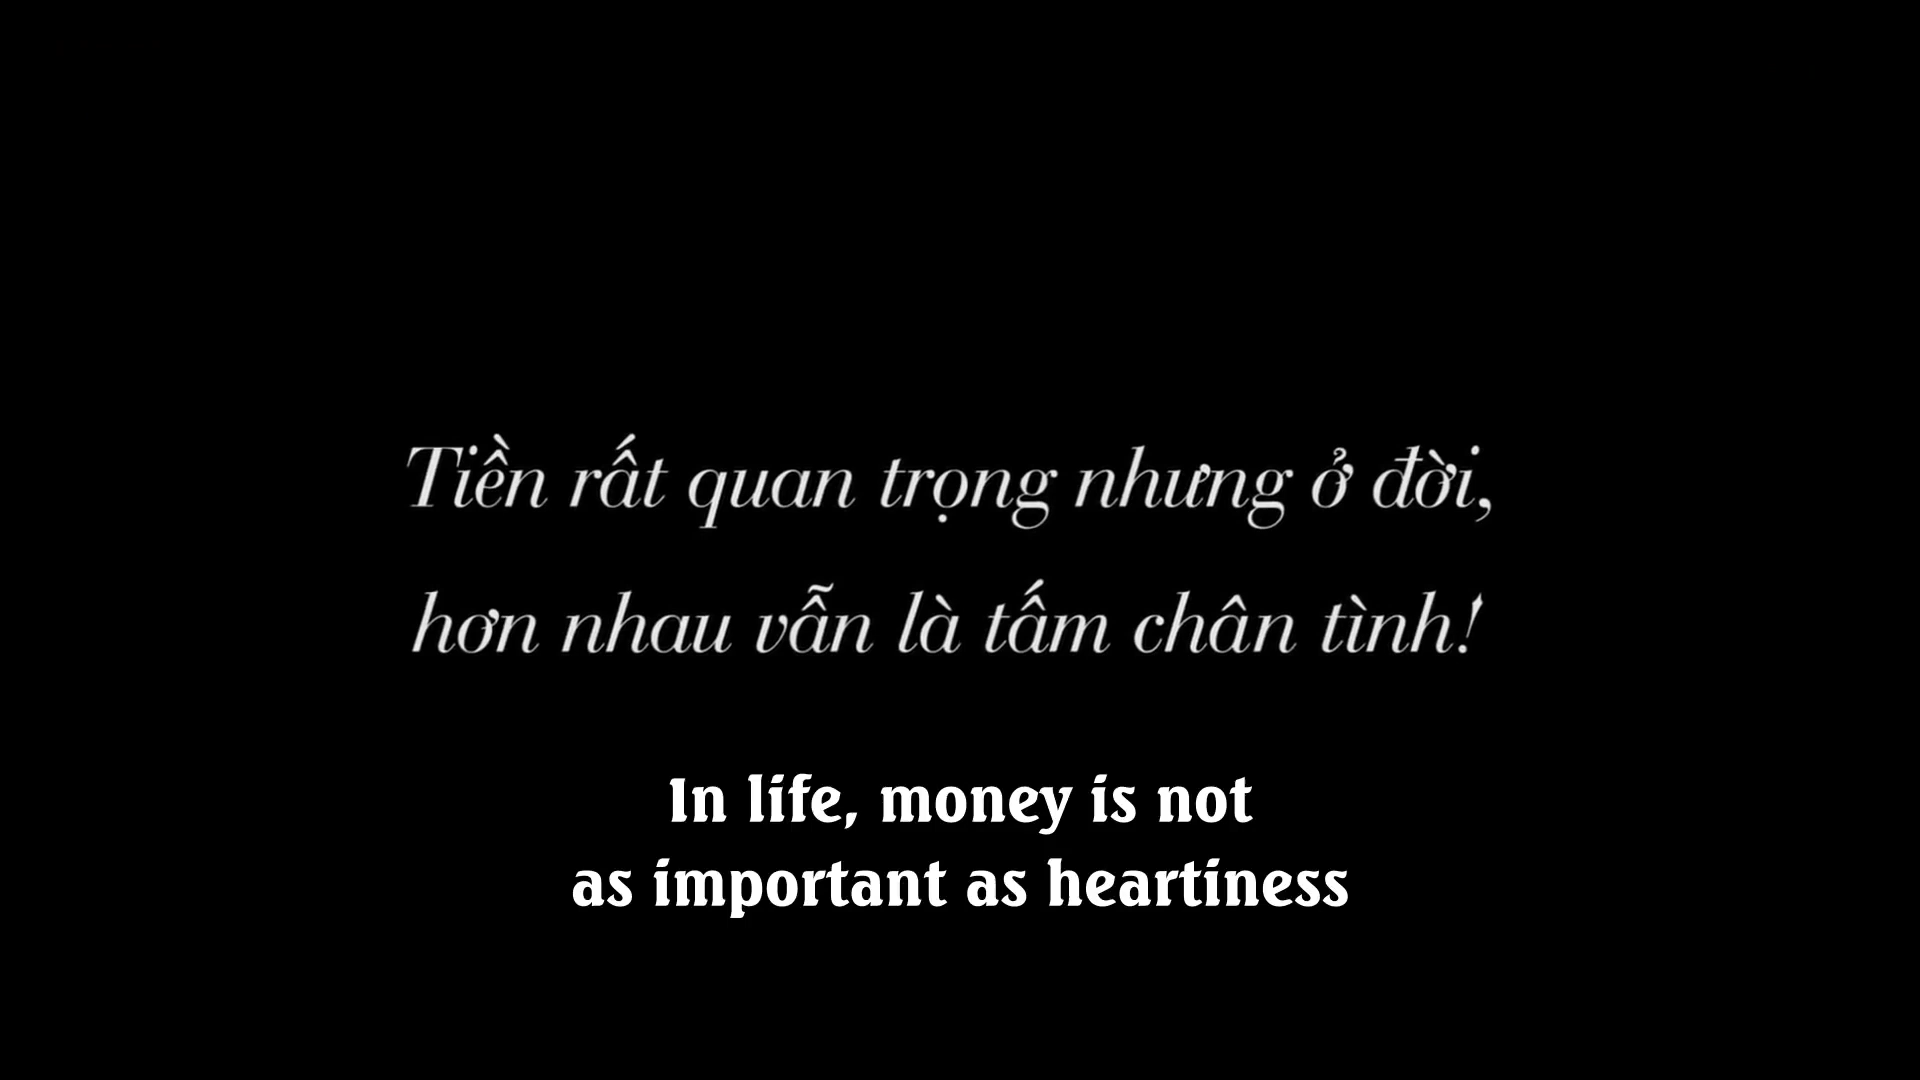 Tiền rất quan trọng nhưng ở đời,
hơn nhau vẫn là tấm chân tình!
In life, money is not
as important as heartiness